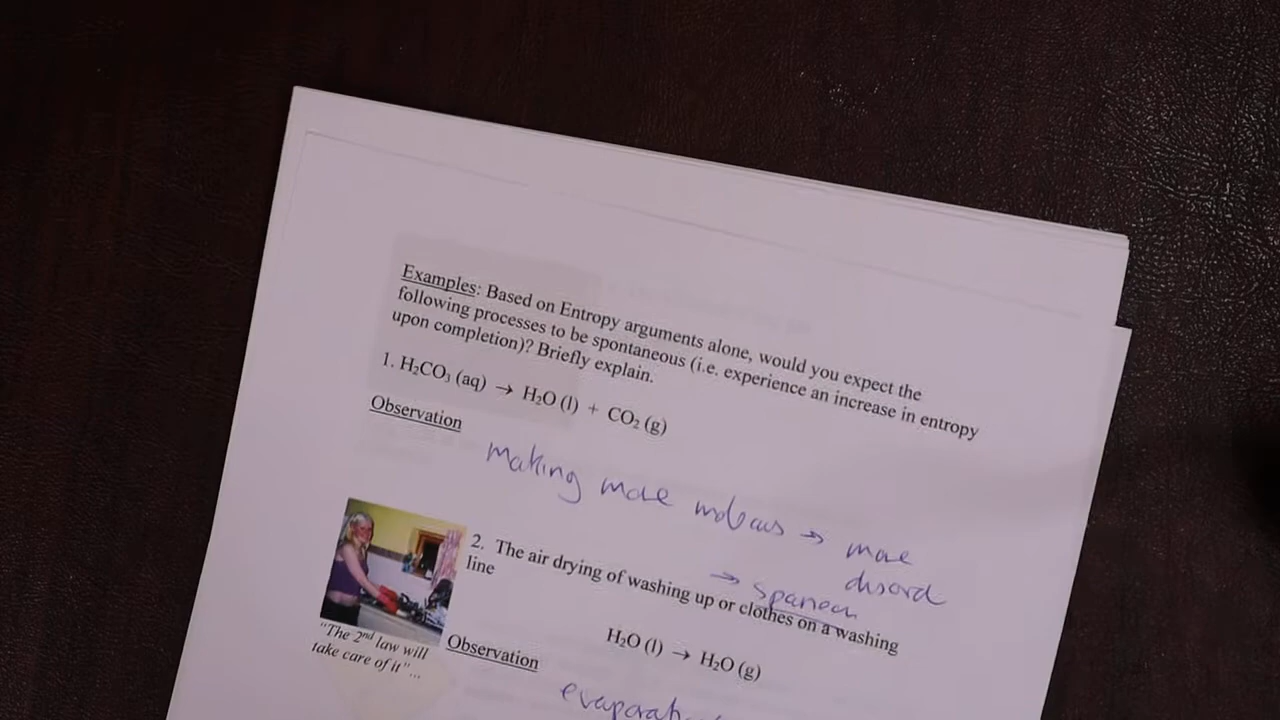 Examples: Based on Entropy arguments alone, would you expect the
following processes to be spontaneous (i.e. experience an increase in entropy
upon completion)? Briefly explain.
1. H₂CO₃ (aq) → H₂O (l) + CO₂ (g)
Observation
making more →  more
disord
→
2. The air drying of washing up or clothes on a washing
line
H₂O (l) → H₂O (g)
"The 2nd law will
take care of it"...
Observation